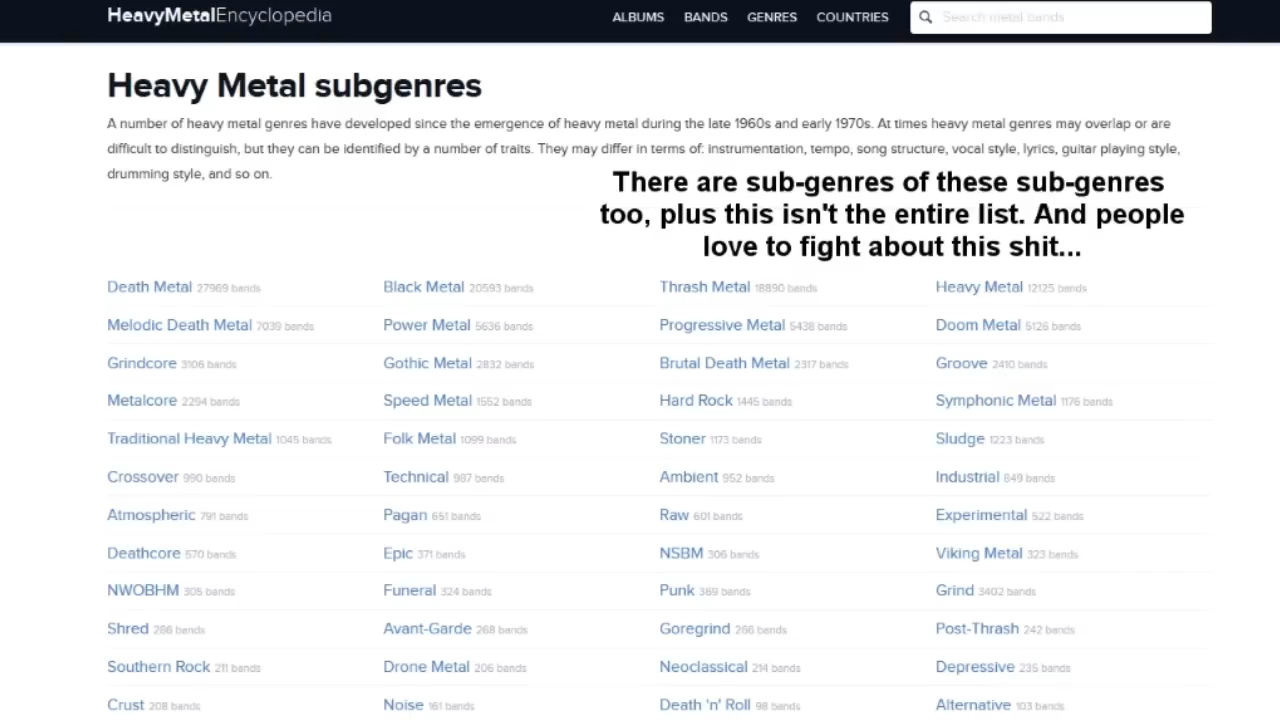 HeavyMetalEncyclopedia ALBUMS BANDS GENRES COUNTRIES Search metal bands
Heavy Metal subgenres
A number of heavy metal genres have developed since the emergence of heavy metal during the late 1960s and early 1970s. At times heavy metal genres may overlap or are
difficult to distinguish, but they can be identified by a number of traits. They may differ in terms of: instrumentation, tempo, song structure, vocal style, lyrics, guitar playing style,
drumming style, and so on.
There are sub-genres of these sub-genres
too, plus this isn't the entire list. And people
love to fight about this shit...
Death Metal 27969 bands Black Metal 20593 bands Thrash Metal 18890 bands Heavy Metal 12125 bands
Melodic Death Metal 7039 bands Power Metal 5636 bands Progressive Metal 5438 bands Doom Metal 5126 bands
Grindcore 3106 bands Gothic Metal 2832 bands Brutal Death Metal 2317 bands Groove 2410 bands
Metalcore 2294 bands Speed Metal 1552 bands Hard Rock 1445 bands Symphonic Metal 1176 bands
Traditional Heavy Metal 1045 bands Folk Metal 1099 bands Stoner 1173 bands Sludge 1223 bands
Crossover 990 bands Technical 987 bands Ambient 952 bands Industrial 849 bands
Atmospheric 791 bands Pagan 651 bands Raw 601 bands Experimental 522 bands
Deathcore 570 bands Epic 371 bands NSBM 306 bands Viking Metal 323 bands
NWOBHM 305 bands Funeral 324 bands Punk 369 bands Grind 3402 bands
Shred 286 bands Avant-Garde 268 bands Goregrind 266 bands Post-Thrash 242 bands
Southern Rock 211 bands Drone Metal 206 bands Neoclassical 214 bands Depressive 235 bands
Crust 208 bands Noise 161 bands Death 'n' Roll 98 bands Alternative 103 bands